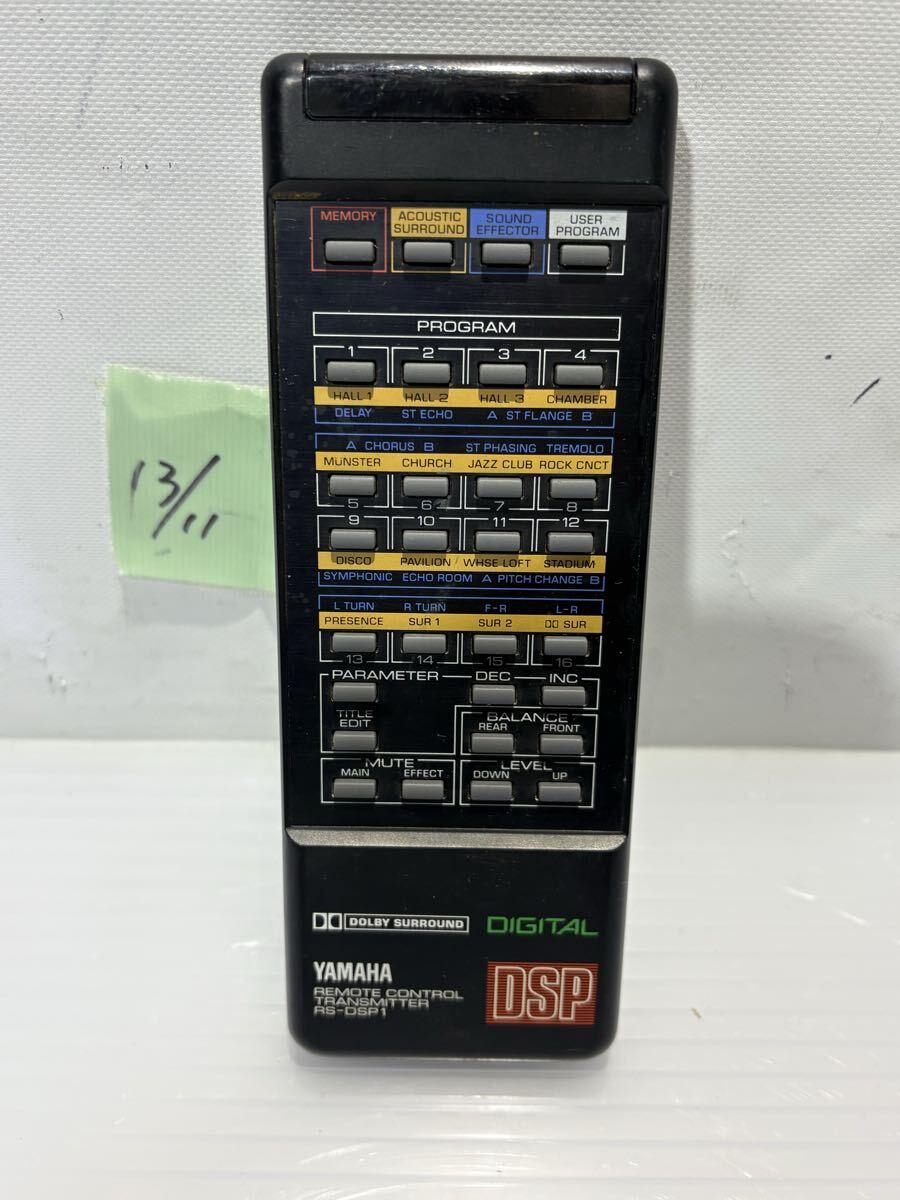 MEMORY ACOUSTIC SURROUND SOUND EFFECTOR USER PROGRAM
PROGRAM
1 2 3 4
HALL 1 HALL 2 HALL 3 CHAMBER
DELAY ST ECHO A ST FLANGE B
A CHORUS B ST PHASING TREMOLO
MÜNSTER CHURCH JAZZ CLUB ROCK CNCT
5 6 7 8
9 10 11 12
DISCO PAVILION WHSE LOFT STADIUM
SYMPHONIC ECHO ROOM A PITCH CHANGE B
L TURN R TURN F-R L-R
PRESENCE SUR 1 SUR 2 SUR
13 14 15 16
PARAMETER DEC INC
TITLE EDIT
BALANCE
REAR FRONT
MUTE LEVEL
MAIN EFFECT DOWN UP
DOLBY SURROUND DIGITAL
YAMAHA
REMOTE CONTROL
TRANSMITTER
RS-DSP1
DSP
13/11